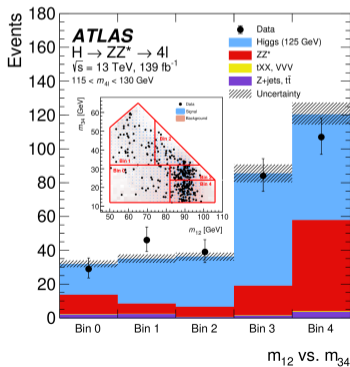 Events
180
160
140
120
100
80
60
40
20
0
ATLAS
H → ZZ* → 4l
√s = 13 TeV, 139 fb⁻¹
115 < m4l < 130 GeV
Data
Higgs (125 GeV)
ZZ*
tXX, VVV
Z+jets, tt̄
Uncertainty
m34 [GeV]
60
50
40
30
20
10
Data
Signal
Background
Bin 1
Bin 2
Bin 0
Bin 3
Bin 4
50 60 70 80 90 100 110
m12 [GeV]
Bin 0 Bin 1 Bin 2 Bin 3 Bin 4
m12 vs. m34